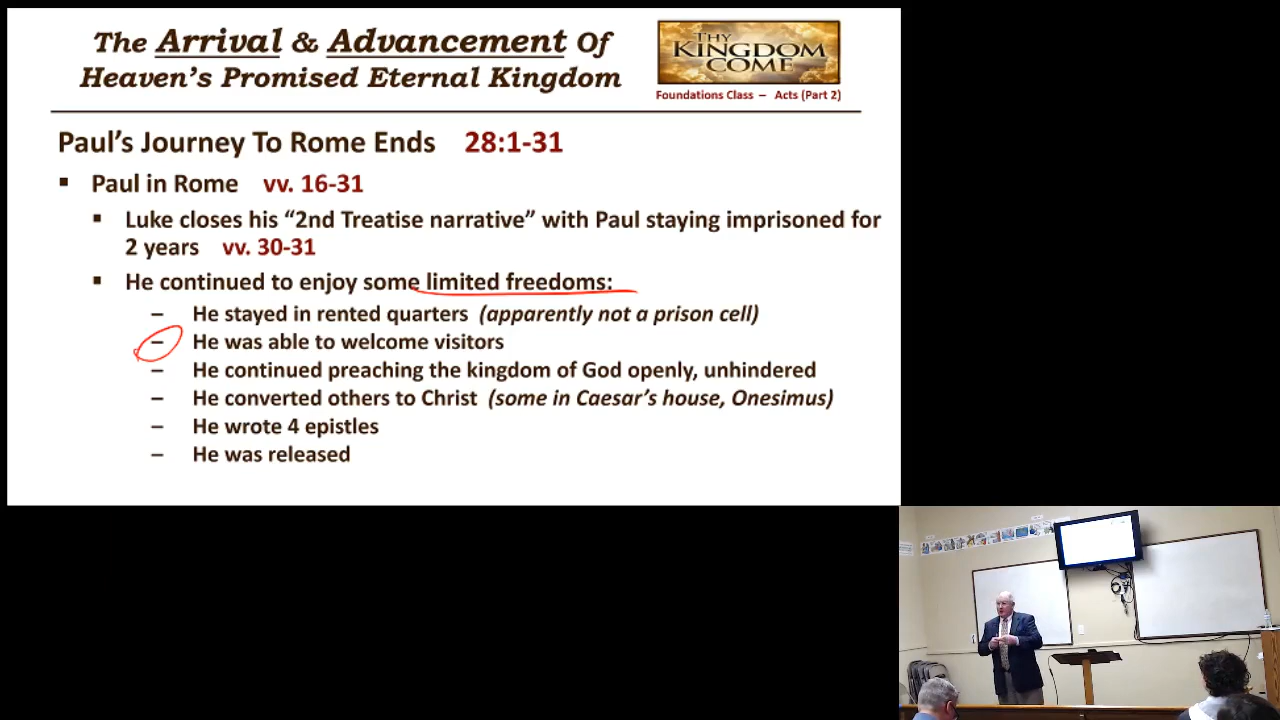 The Arrival & Advancement Of
Heaven's Promised Eternal Kingdom
THY
KINGDOM
COME
Foundations Class – Acts (Part 2)
Paul's Journey To Rome Ends 28:1-31
▪ Paul in Rome vv. 16-31
▪ Luke closes his “2nd Treatise narrative” with Paul staying imprisoned for
2 years vv. 30-31
▪ He continued to enjoy some limited freedoms:
– He stayed in rented quarters (apparently not a prison cell)
– He was able to welcome visitors
– He continued preaching the kingdom of God openly, unhindered
– He converted others to Christ (some in Caesar's house, Onesimus)
– He wrote 4 epistles
– He was released